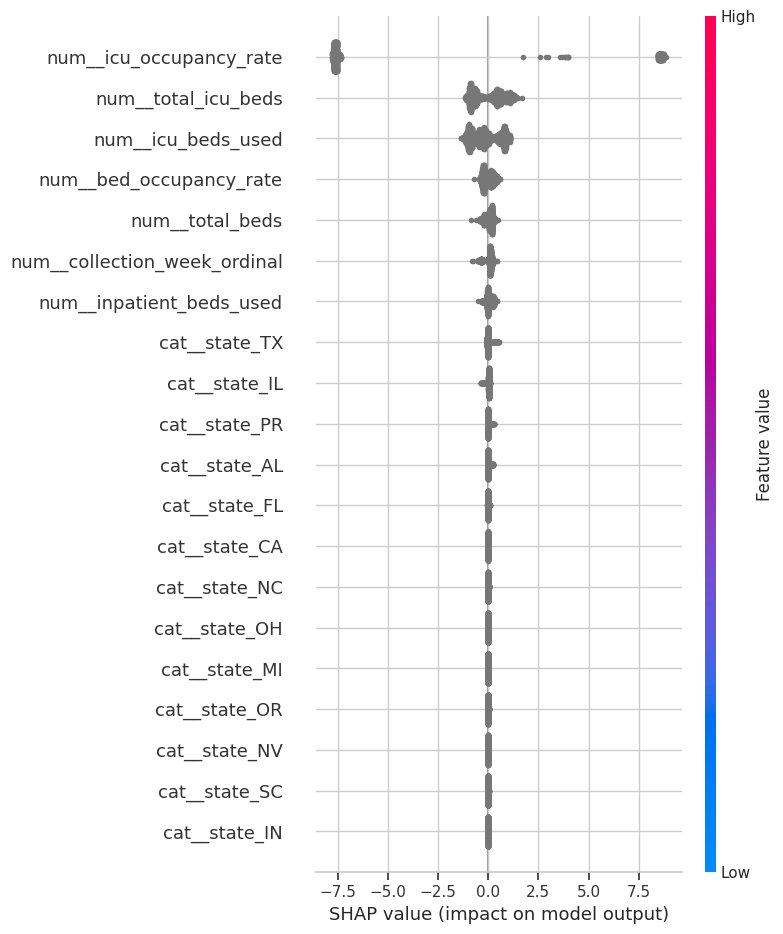 High
num__icu_occupancy_rate
num__total_icu_beds
num__icu_beds_used
num__bed_occupancy_rate
num__total_beds
num__collection_week_ordinal
num__inpatient_beds_used
cat__state_TX
cat__state_IL
cat__state_PR
cat__state_AL
cat__state_FL
cat__state_CA
cat__state_NC
cat__state_OH
cat__state_MI
cat__state_OR
cat__state_NV
cat__state_SC
cat__state_IN
Feature value
Low
−7.5 −5.0 −2.5 0.0 2.5 5.0 7.5
SHAP value (impact on model output)